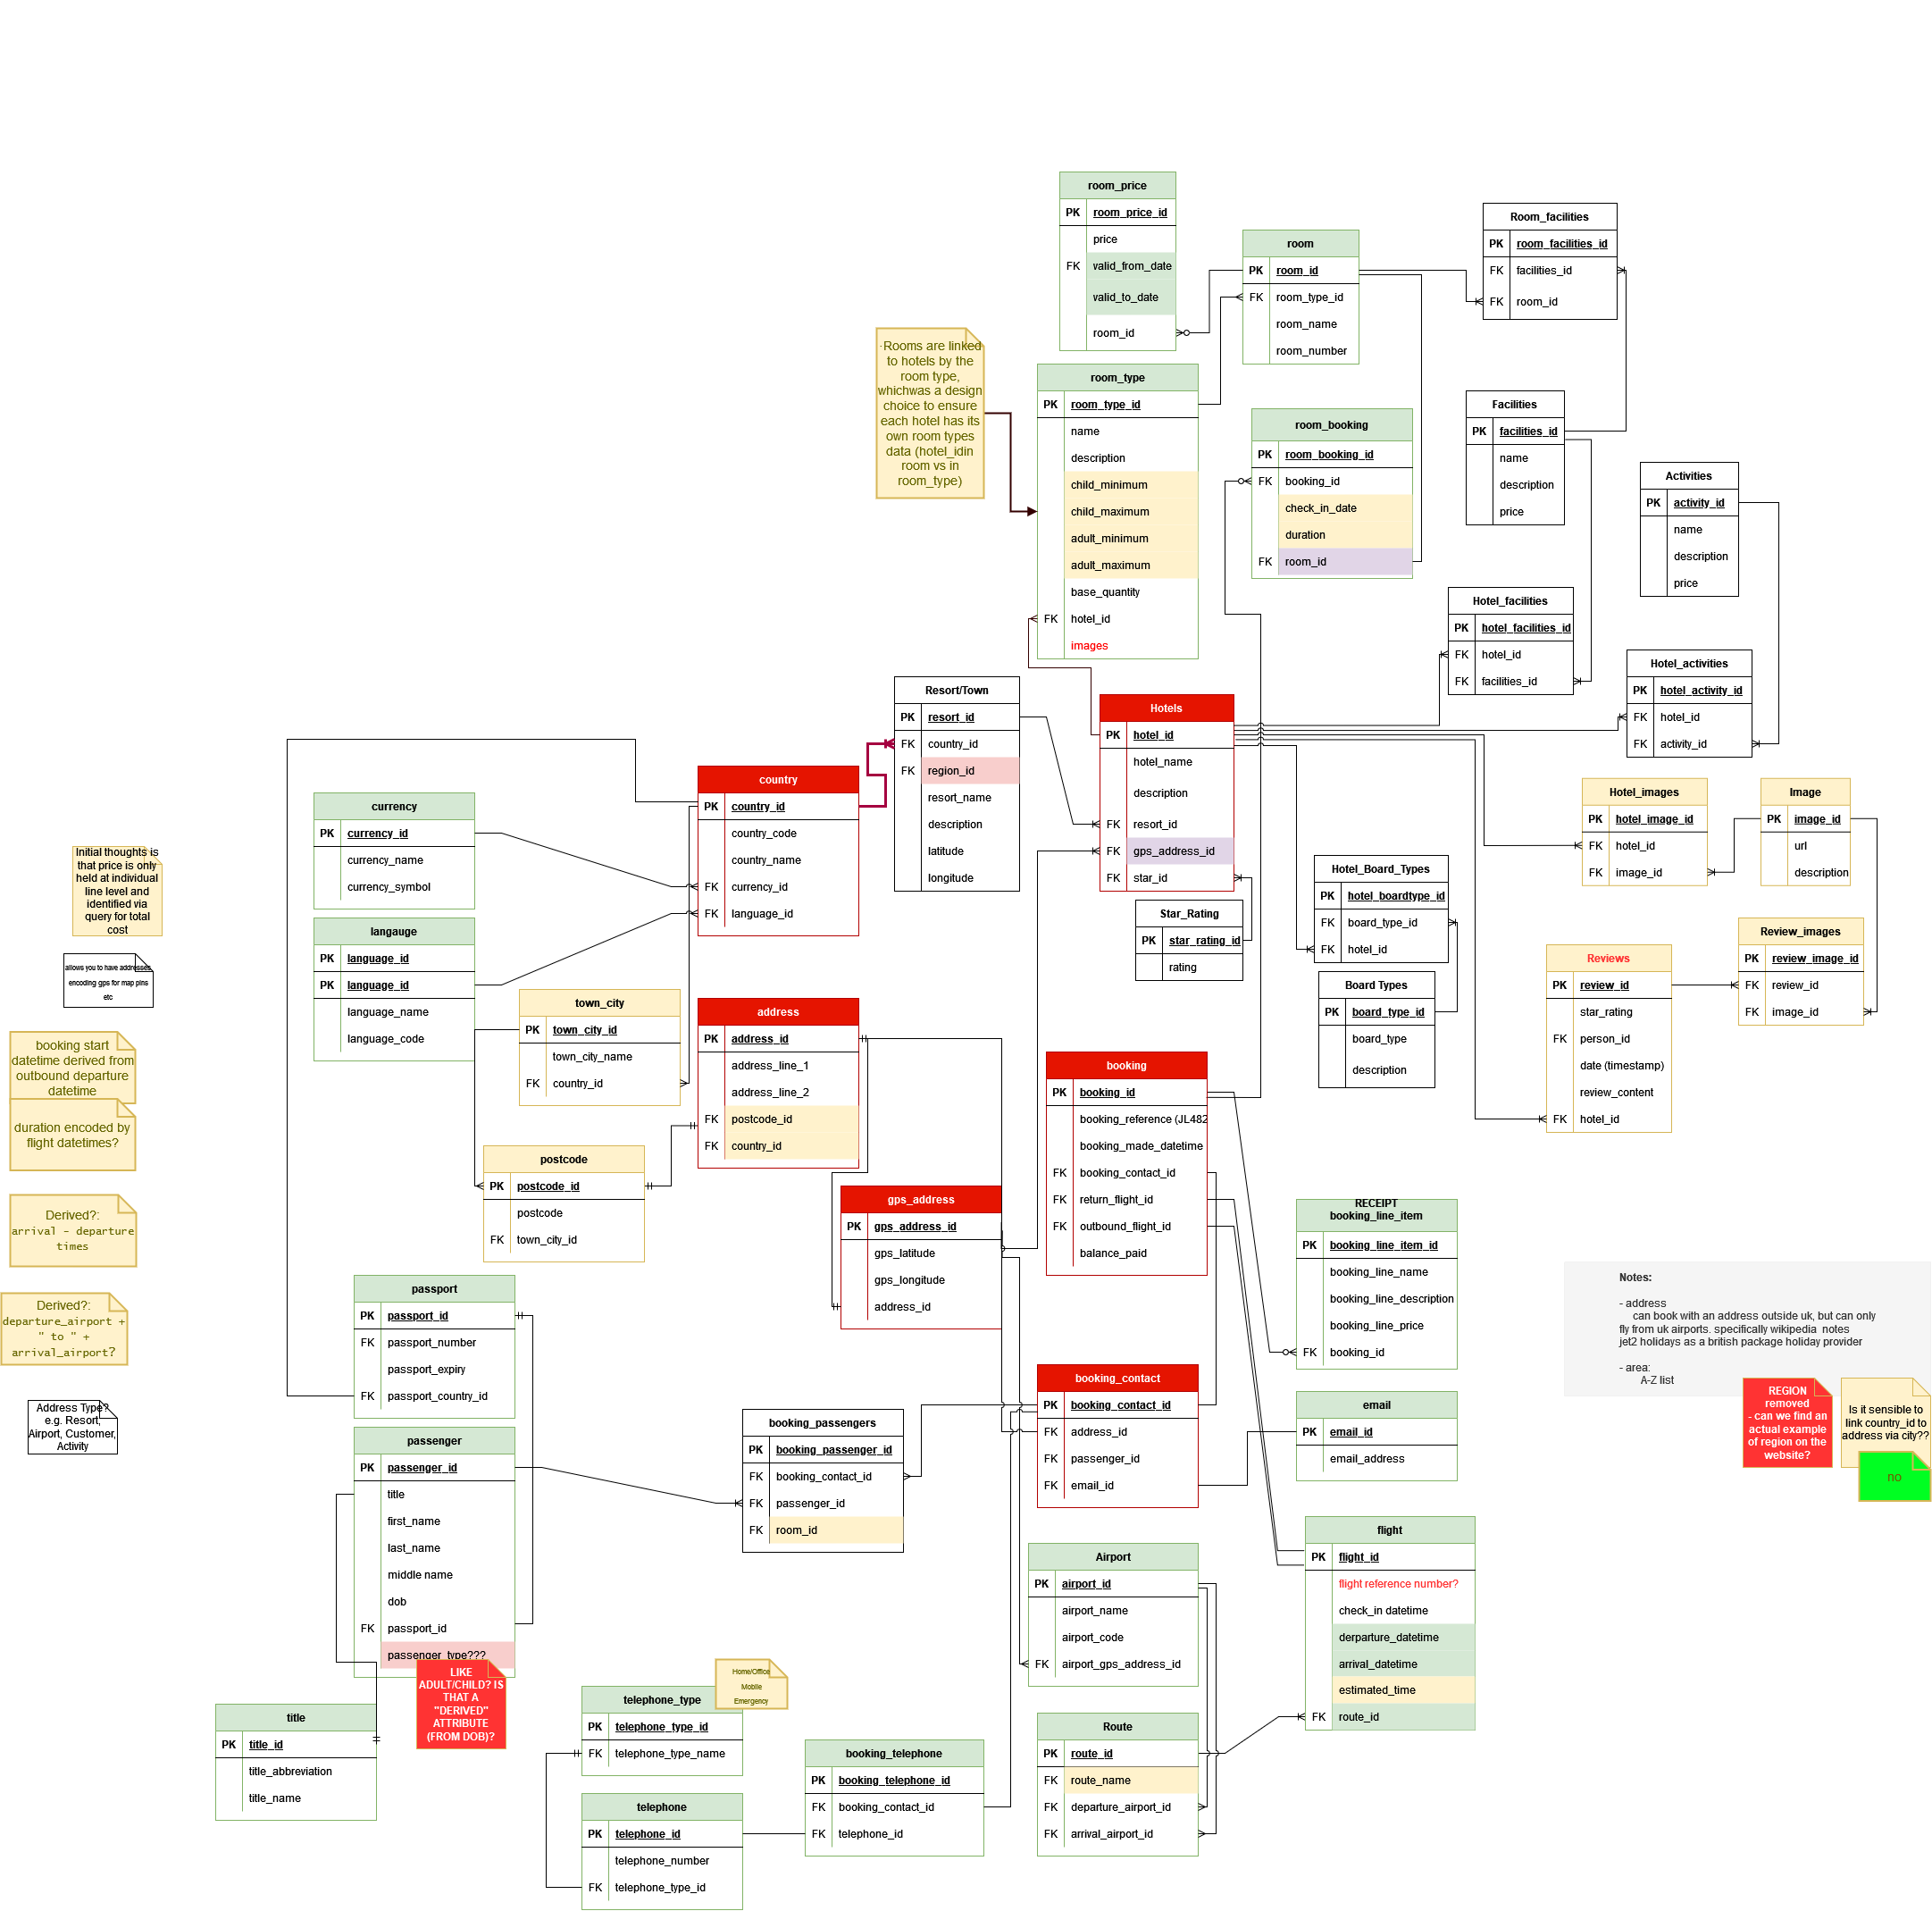 room_price
PK room_price_id
price
FK valid_from_date
valid_to_date
room_id
room
PK room_id
FK room_type_id
room_name
room_number
Room_facilities
PK room_facilities_id
FK facilities_id
FK room_id
·Rooms are linked
to hotels by the
room type,
whichwas a design
choice to ensure
each hotel has its
own room types
data (hotel_idin
room vs in
room_type)
room_type
PK room_type_id
name
description
child_minimum
child_maximum
adult_minimum
adult_maximum
base_quantity
FK hotel_id
images
room_booking
PK room_booking_id
FK booking_id
check_in_date
duration
FK room_id
Facilities
PK facilities_id
name
description
price
Activities
PK activity_id
name
description
price
Hotel_facilities
PK hotel_facilities_id
FK hotel_id
FK facilities_id
Hotel_activities
PK hotel_activity_id
FK hotel_id
FK activity_id
Resort/Town
PK resort_id
FK country_id
FK region_id
resort_name
description
latitude
longitude
Hotels
PK hotel_id
hotel_name
description
FK resort_id
FK gps_address_id
FK star_id
country
PK country_id
country_code
country_name
FK currency_id
FK language_id
currency
PK currency_id
currency_name
currency_symbol
langauge
PK language_id
PK language_id
language_name
language_code
Hotel_images
PK hotel_image_id
FK hotel_id
FK image_id
Image
PK image_id
url
description
Hotel_Board_Types
PK hotel_boardtype_id
FK board_type_id
FK hotel_id
Star_Rating
PK star_rating_id
rating
Board Types
PK board_type_id
board_type
description
Reviews
PK review_id
star_rating
FK person_id
date (timestamp)
review_content
FK hotel_id
Review_images
PK review_image_id
FK review_id
FK image_id
Initial thoughts is
that price is only
held at individual
line level and
identified via
query for total
cost
allows you to have addresses
encoding gps for map pins
etc
booking start
datetime derived from
outbound departure
datetime
duration encoded by
flight datetimes?
Derived?:
arrival - departure
times
Derived?:
departure_airport +
" to " +
arrival_airport?
Address Type?
e.g. Resort,
Airport, Customer,
Activity
town_city
PK town_city_id
town_city_name
FK country_id
address
PK address_id
address_line_1
address_line_2
FK postcode_id
FK country_id
postcode
PK postcode_id
postcode
FK town_city_id
gps_address
PK gps_address_id
gps_latitude
gps_longitude
address_id
booking
PK booking_id
booking_reference (JL482
booking_made_datetime
FK booking_contact_id
FK return_flight_id
FK outbound_flight_id
balance_paid
RECEIPT
booking_line_item
PK booking_line_item_id
booking_line_name
booking_line_description
booking_line_price
FK booking_id
Notes:
- address
can book with an address outside uk, but can only
fly from uk airports. specifically wikipedia notes
jet2 holidays as a british package holiday provider
- area:
A-Z list
REGION
removed
- can we find an
actual example
of region on the
website?
Is it sensible to
link country_id to
address via city??
no
passport
PK passport_id
FK passport_number
passport_expiry
FK passport_country_id
passenger
PK passenger_id
title
first_name
last_name
middle name
dob
FK passport_id
passenger_type???
LIKE
ADULT/CHILD? IS
THAT A
"DERIVED"
ATTRIBUTE
(FROM DOB)?
title
PK title_id
title_abbreviation
title_name
booking_passengers
PK booking_passenger_id
FK booking_contact_id
FK passenger_id
FK room_id
booking_contact
PK booking_contact_id
FK address_id
FK passenger_id
FK email_id
email
PK email_id
email_address
flight
PK flight_id
flight reference number?
check_in datetime
derparture_datetime
arrival_datetime
estimated_time
FK route_id
Airport
PK airport_id
airport_name
airport_code
FK airport_gps_address_id
Route
PK route_id
FK route_name
FK departure_airport_id
FK arrival_airport_id
Home/Office
Mobile
Emergency
telephone_type
PK telephone_type_id
FK telephone_type_name
telephone
PK telephone_id
telephone_number
FK telephone_type_id
booking_telephone
PK booking_telephone_id
FK booking_contact_id
FK telephone_id